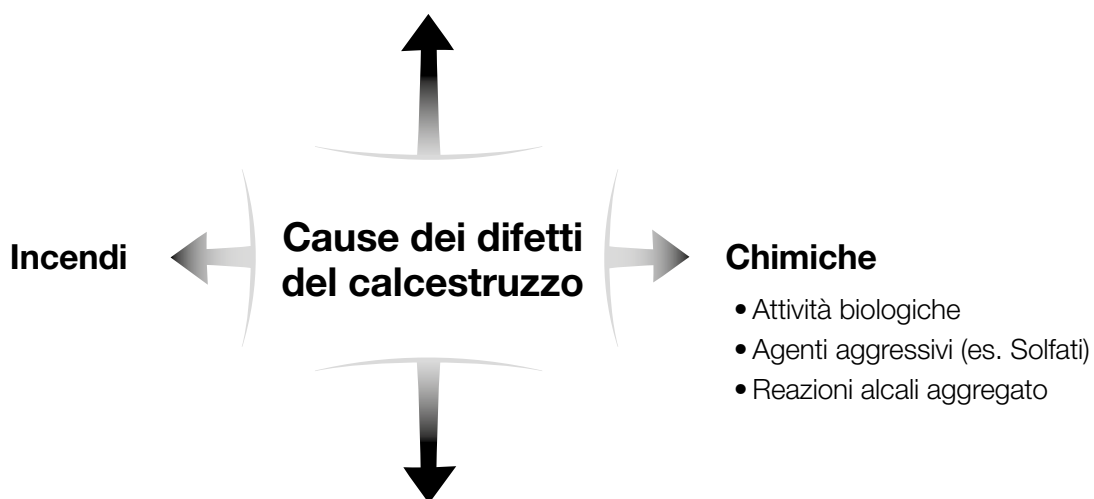 Incendi
Cause dei difetti
del calcestruzzo
Chimiche
• Attività biologiche
• Agenti aggressivi (es. Solfati)
• Reazioni alcali aggregato